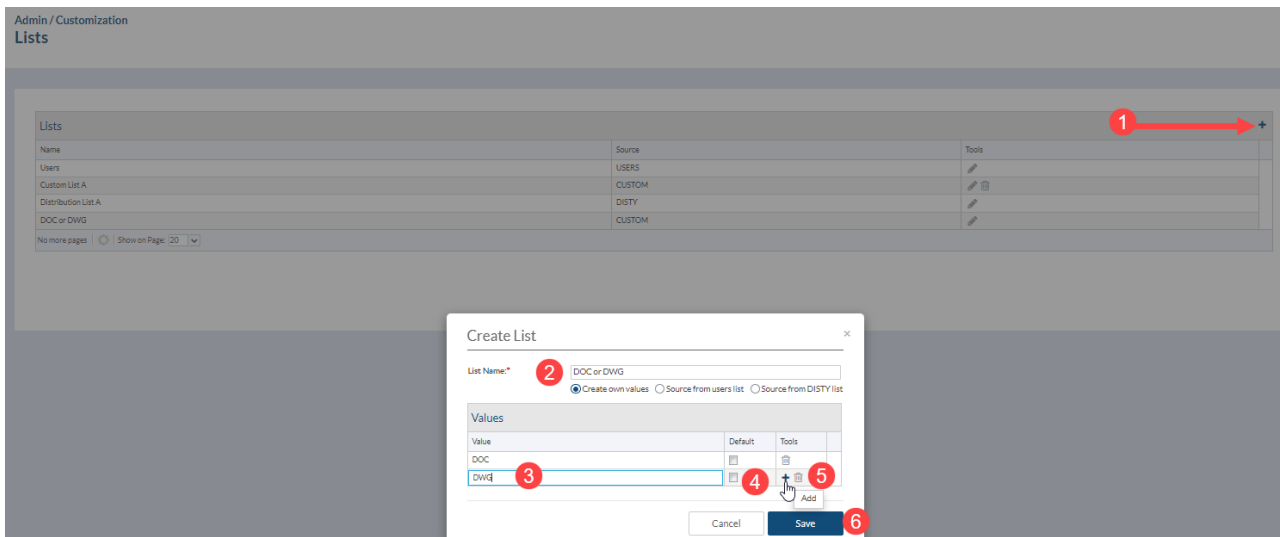 Admin / Customization
Lists
Lists
1
Name Source Tools
Users USERS
Custom List A CUSTOM
Distribution List A DISTY
DOC or DWG CUSTOM
No more pages Show on Page: 20
Create List ×
List Name:* 2 DOC or DWG
Create own values Source from users list Source from DISTY list
Values
Value Default Tools
DOC
DWG 3 4 5
Add
Cancel Save 6